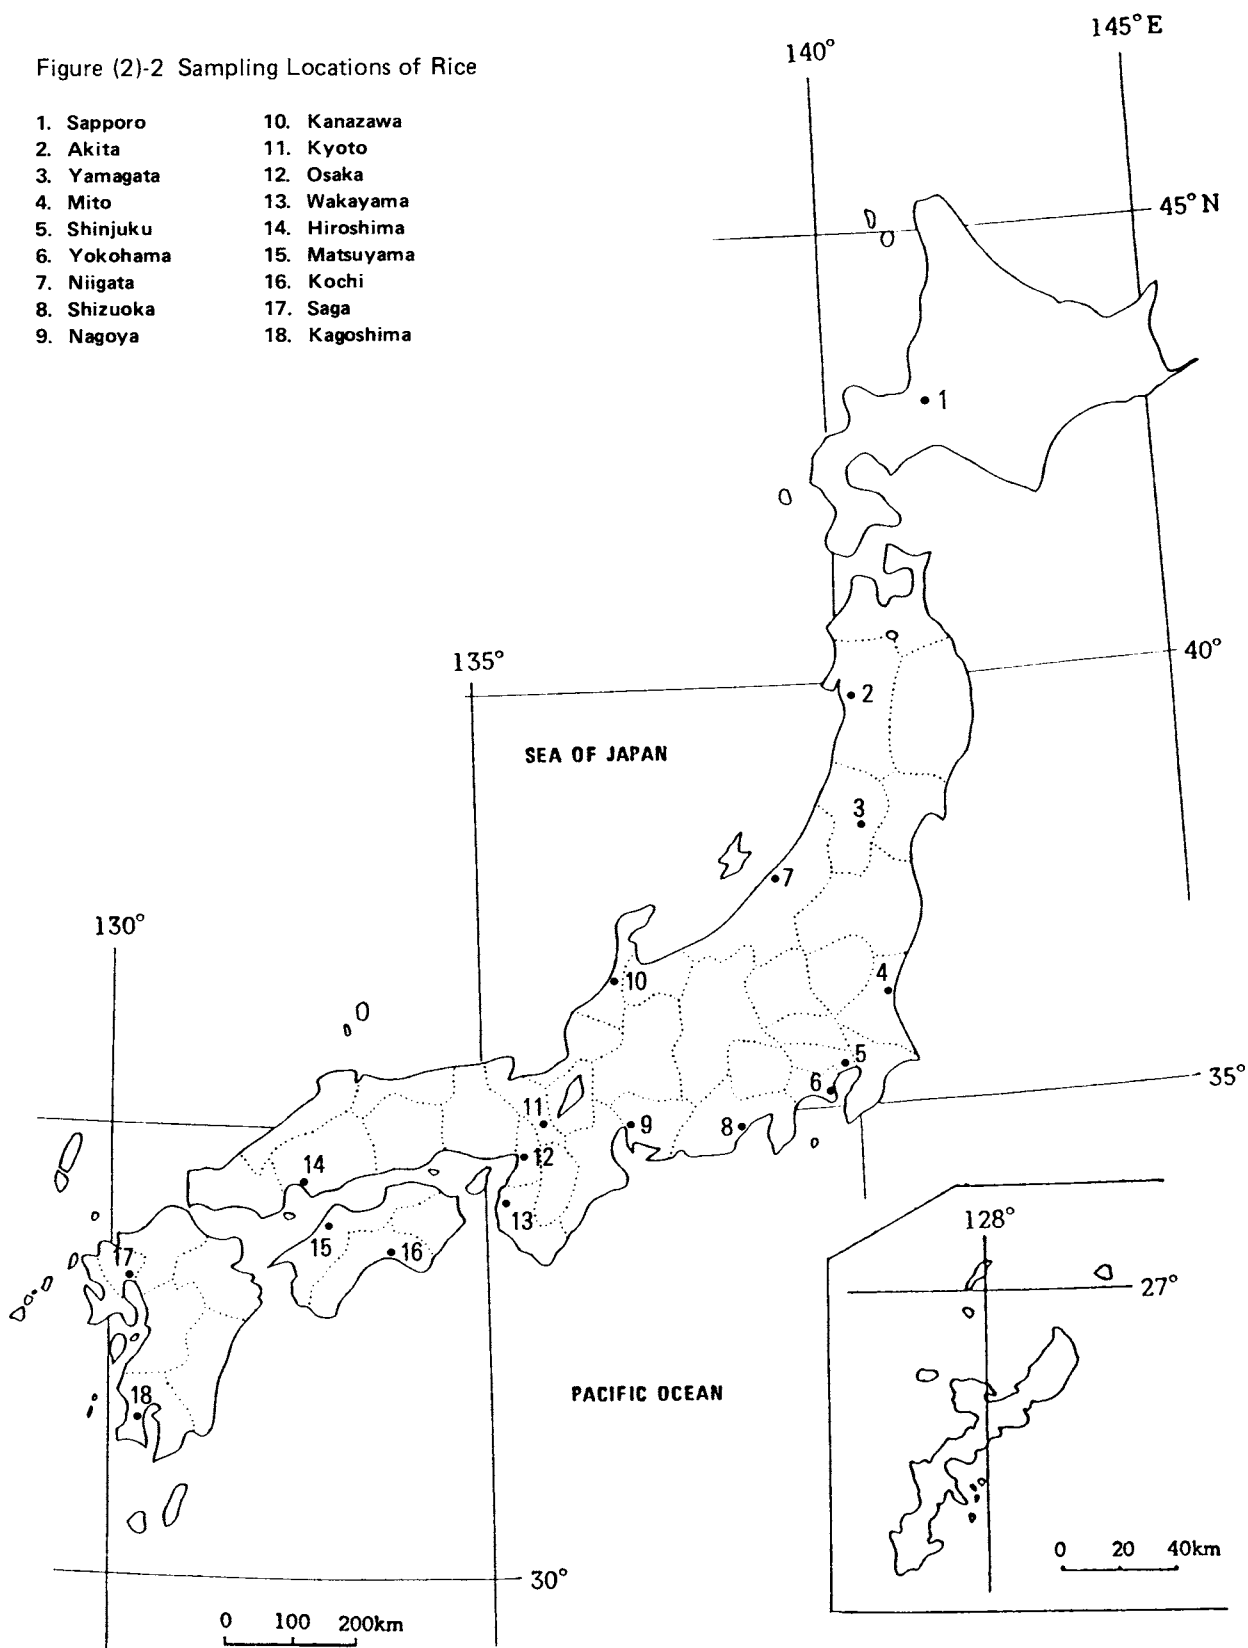 Figure (2)-2 Sampling Locations of Rice
1. Sapporo
2. Akita
3. Yamagata
4. Mito
5. Shinjuku
6. Yokohama
7. Niigata
8. Shizuoka
9. Nagoya
10. Kanazawa
11. Kyoto
12. Osaka
13. Wakayama
14. Hiroshima
15. Matsuyama
16. Kochi
17. Saga
18. Kagoshima
145°E
140°
45°N
1
135°
40°
2
SEA OF JAPAN
3
7
130°
4
10
5
35°
6
11
9
8
12
14
13
128°
15
16
17
27°
PACIFIC OCEAN
18
0 20 40km
30°
0 100 200km